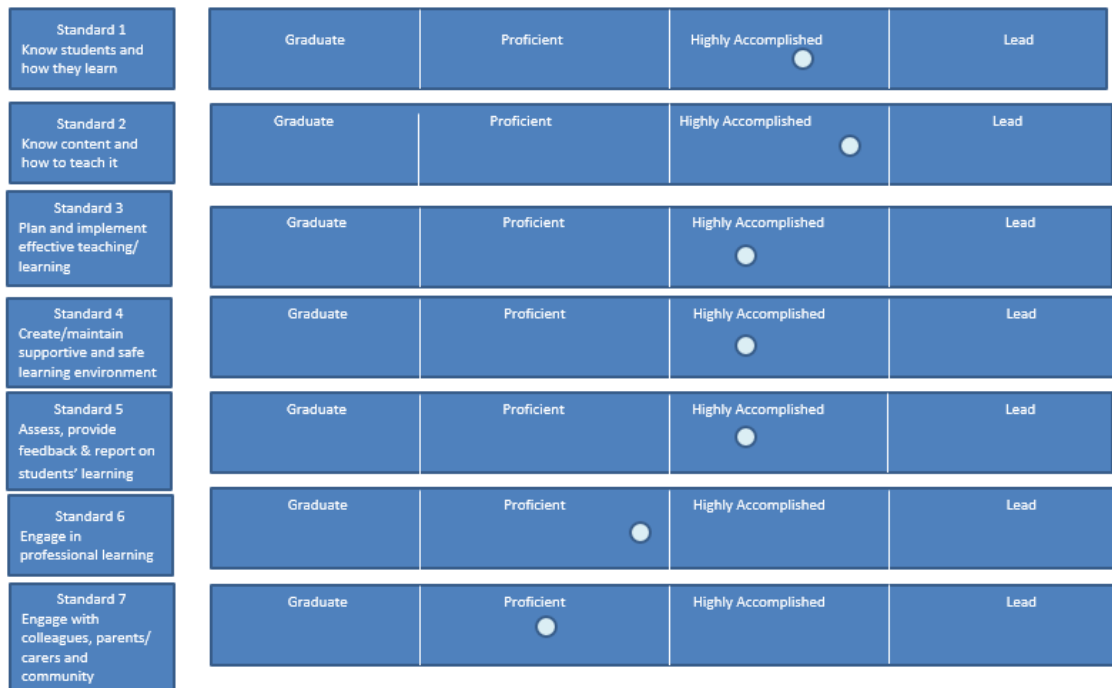 Standard 1
Know students and
how they learn
Graduate Proficient Highly Accomplished Lead
Standard 2
Know content and
how to teach it
Graduate Proficient Highly Accomplished Lead
Standard 3
Plan and implement
effective teaching/
learning
Graduate Proficient Highly Accomplished Lead
Standard 4
Create/maintain
supportive and safe
learning environment
Graduate Proficient Highly Accomplished Lead
Standard 5
Assess, provide
feedback & report on
students’ learning
Graduate Proficient Highly Accomplished Lead
Standard 6
Engage in
professional learning
Graduate Proficient Highly Accomplished Lead
Standard 7
Engage with
colleagues, parents/
carers and
community
Graduate Proficient Highly Accomplished Lead